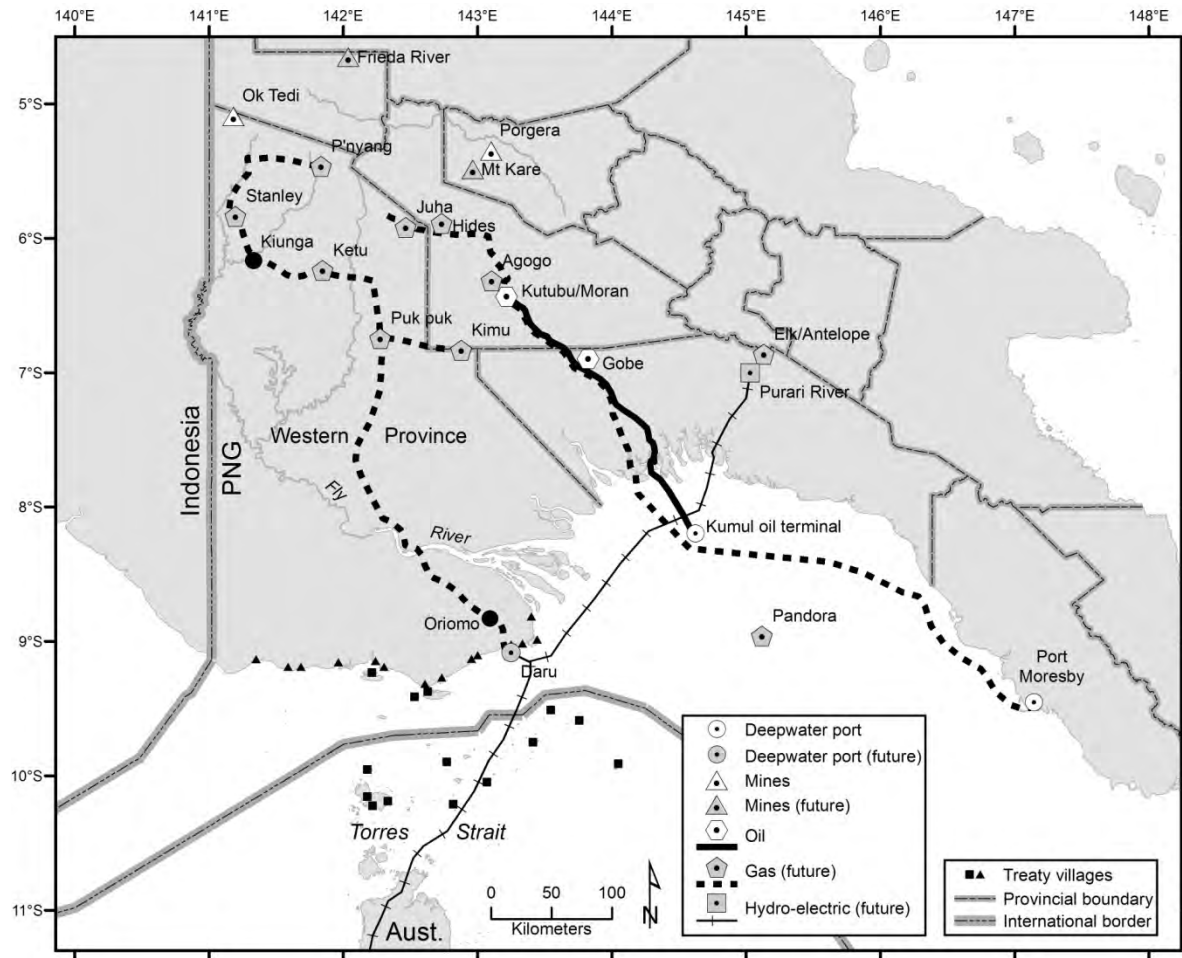 140°E 141°E 142°E 143°E 144°E 145°E 146°E 147°E 148°E
Frieda River
5°S
Ok Tedi
Porgera
P'nyang
Mt Kare
Stanley
Juha
Hides
6°S
Kiunga
Ketu
Agogo
Kutubu/Moran
Puk puk
Kimu
Elk/Antelope
Gobe
7°S
Purari River
Indonesia
PNG
Western Province
Fly
River
8°S
Kumul oil terminal
Oriomo
Pandora
9°S
Daru
Port
Moresby
10°S
Torres Strait
11°S
Aust.
0 50 100
Kilometers
N
Deepwater port
Deepwater port (future)
Mines
Mines (future)
Oil
Gas (future)
Hydro-electric (future)
Treaty villages
Provincial boundary
International border